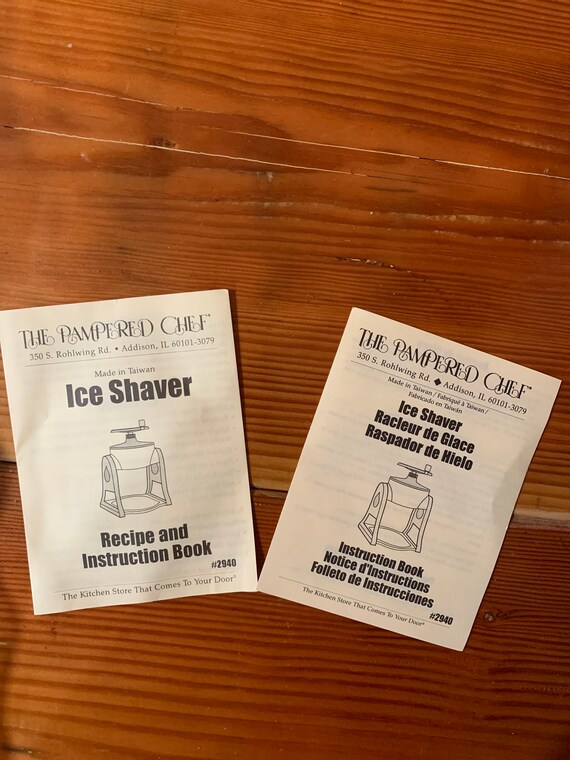 THE PAMPERED CHEF®
350 S. Rohlwing Rd. • Addison, IL 60101-3079
Made in Taiwan
Ice Shaver
Recipe and
Instruction Book
#2940
The Kitchen Store That Comes To Your Door®
THE PAMPERED CHEF™
350 S. Rohlwing Rd. ◆ Addison, IL 60101-3079
Made in Taiwan / Fabriqué à Taiwan /
Fabricado en Taiwán
Ice Shaver
Racleur de Glace
Raspador de Hielo
Instruction Book
Notice d'Instructions
Folleto de Instrucciones
#2940
The Kitchen Store That Comes To Your Door®